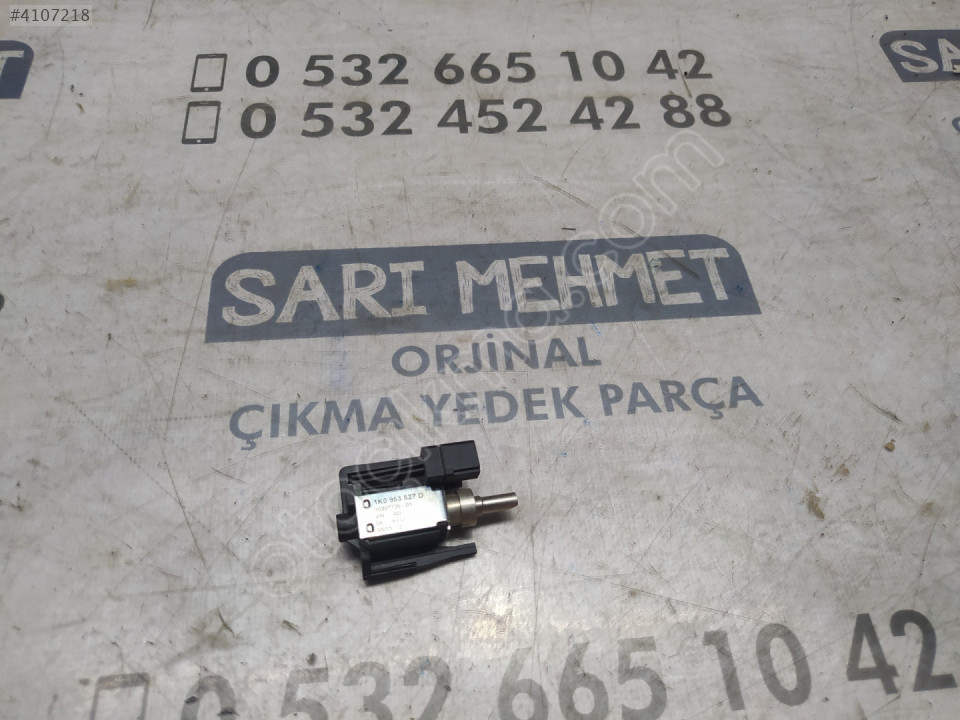 #4107218
0 532 665 10 42
0 532 452 42 88
SARI MEHMET
ORJİNAL
ÇIKMA YEDEK PARÇA
1K0 953 527 D
0 532 665 10 42